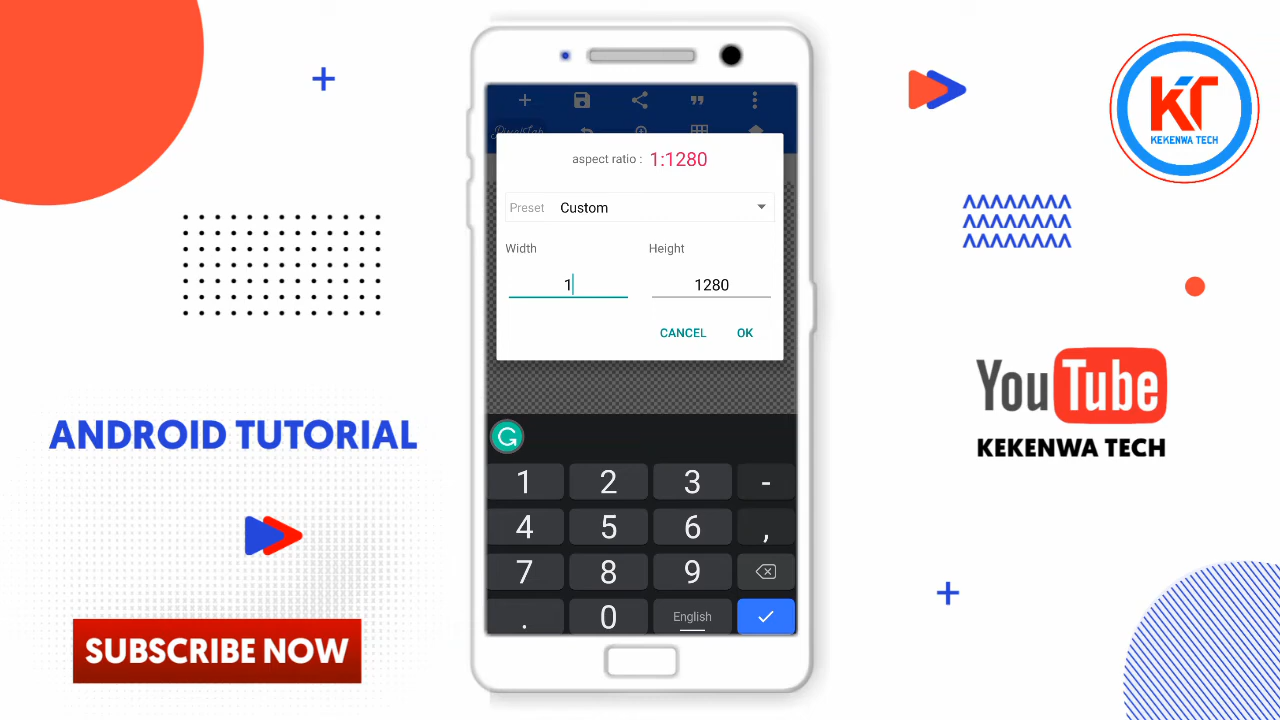 PixelLab
aspect ratio : 1:1280
Preset Custom
Width Height
1 1280
CANCEL OK
1 2 3 -
4 5 6 ,
7 8 9
. 0 English
ANDROID TUTORIAL
SUBSCRIBE NOW
KT
KEKENWA TECH
YouTube
KEKENWA TECH